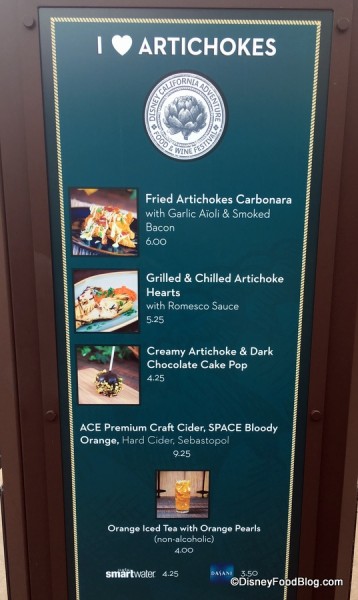 I ♥ ARTICHOKES
DISNEY CALIFORNIA ADVENTURE
FOOD & WINE FESTIVAL
Fried Artichokes Carbonara
with Garlic Aïoli & Smoked
Bacon
6.00
Grilled & Chilled Artichoke
Hearts
with Romesco Sauce
5.25
Creamy Artichoke & Dark
Chocolate Cake Pop
4.25
ACE Premium Craft Cider, SPACE Bloody
Orange, Hard Cider, Sebastopol
9.25
Orange Iced Tea with Orange Pearls
(non-alcoholic)
4.00
smartwater 4.25 DASANI 3.50
©DisneyFoodBlog.com